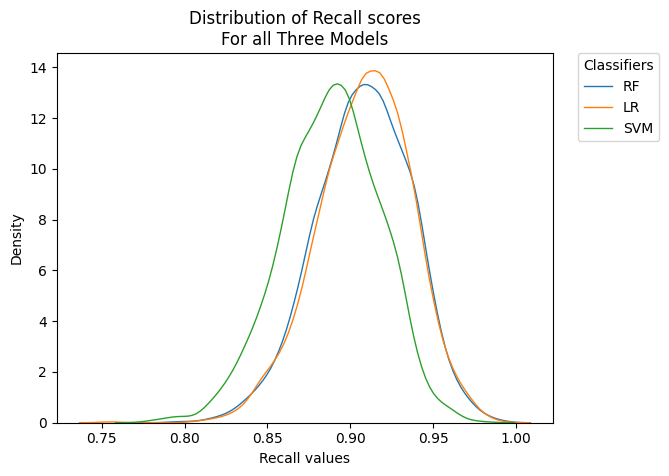 Distribution of Recall scores
For all Three Models
Classifiers
RF
LR
SVM
Density
14
12
10
8
6
4
2
0
0.75 0.80 0.85 0.90 0.95 1.00
Recall values